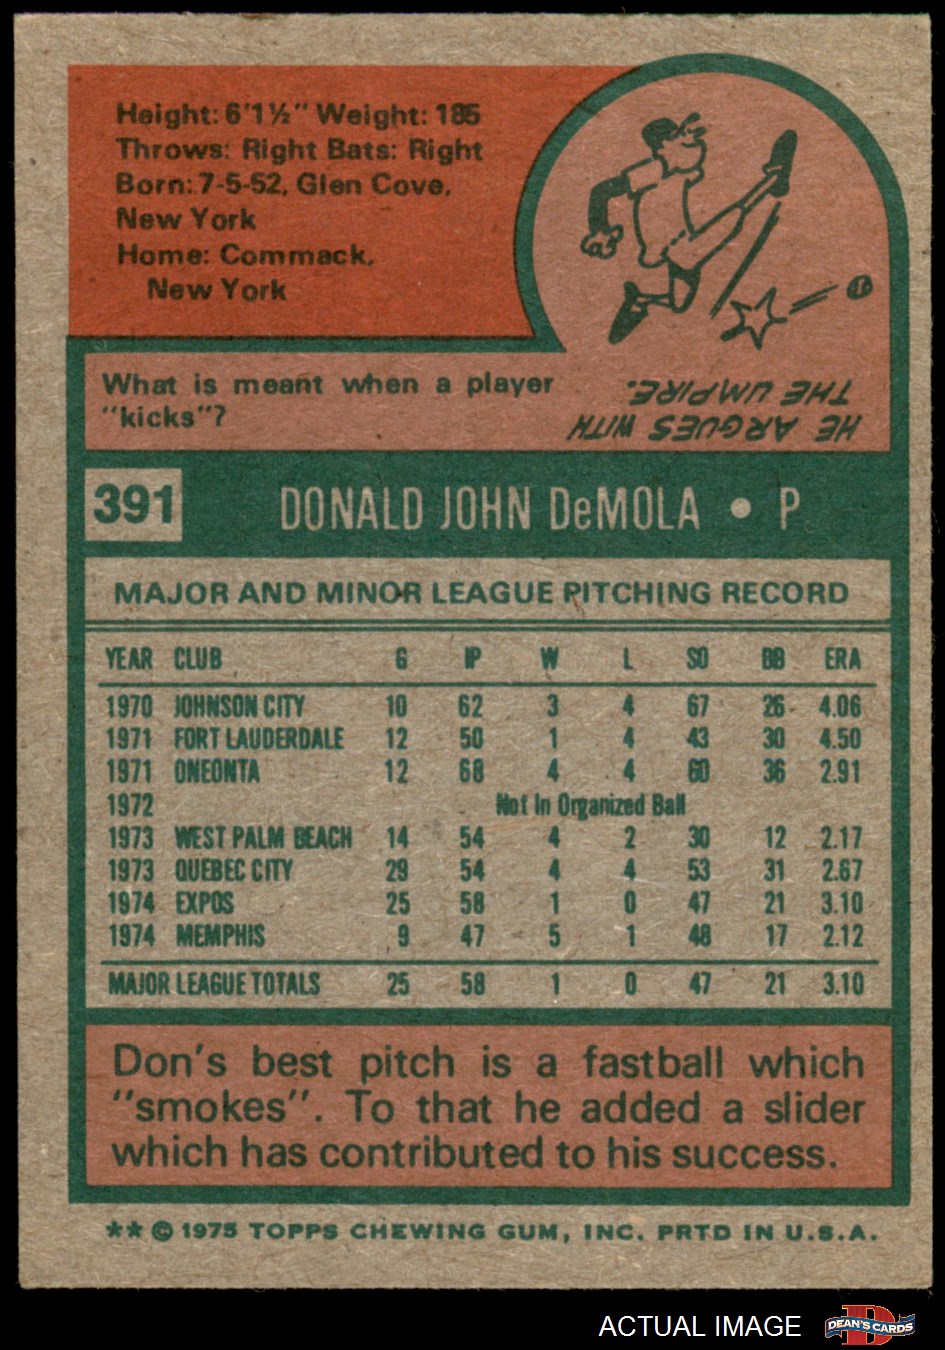 Height: 6'1½" Weight: 185
Throws: Right Bats: Right
Born: 7-5-52, Glen Cove,
New York
Home: Commack,
New York
What is meant when a player
"kicks"?
HE ARGUES WITH
THE UMPIRE.
391 DONALD JOHN DeMOLA • P
MAJOR AND MINOR LEAGUE PITCHING RECORD
YEAR CLUB G IP W L SO BB ERA
1970 JOHNSON CITY 10 62 3 4 67 26 4.06
1971 FORT LAUDERDALE 12 50 1 4 43 30 4.50
1971 ONEONTA 12 68 4 4 60 36 2.91
1972 Not In Organized Ball
1973 WEST PALM BEACH 14 54 4 2 30 12 2.17
1973 QUEBEC CITY 29 54 4 4 53 31 2.67
1974 EXPOS 25 58 1 0 47 21 3.10
1974 MEMPHIS 9 47 5 1 48 17 2.12
MAJOR LEAGUE TOTALS 25 58 1 0 47 21 3.10
Don's best pitch is a fastball which
"smokes". To that he added a slider
which has contributed to his success.
** © 1975 TOPPS CHEWING GUM, INC. PRTD IN U.S.A.
ACTUAL IMAGE
DEAN'S CARDS